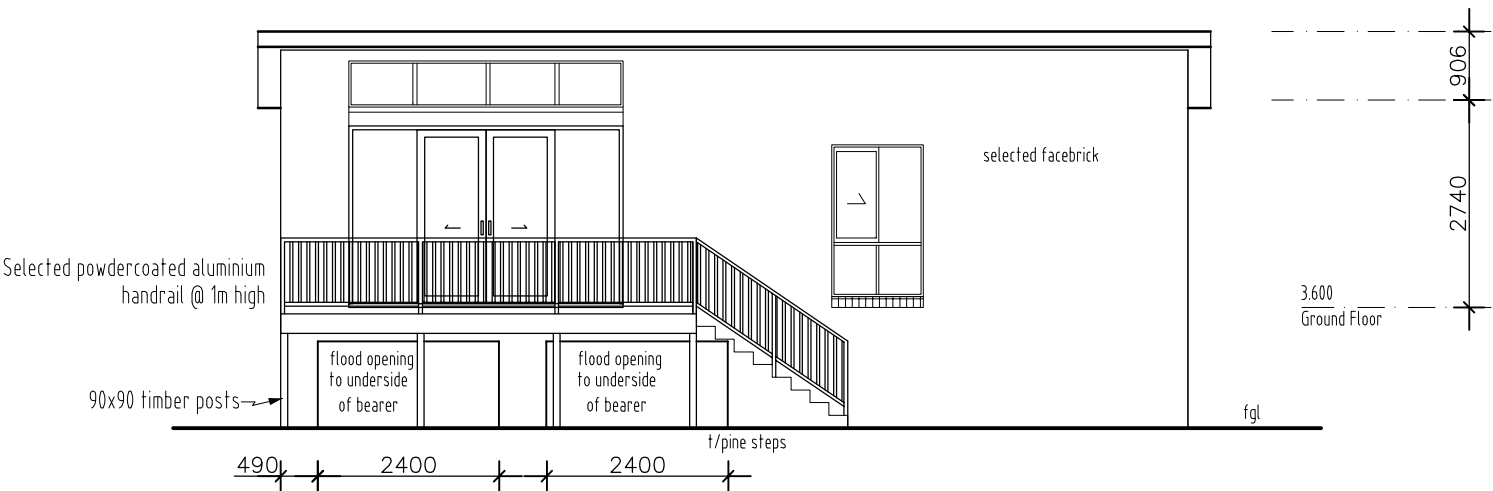 906
selected facebrick
2740
Selected powdercoated aluminium
handrail @ 1m high
3.600
Ground Floor
flood opening
to underside
of bearer
flood opening
to underside
of bearer
90x90 timber posts
fgl
t/pine steps
490
2400
2400